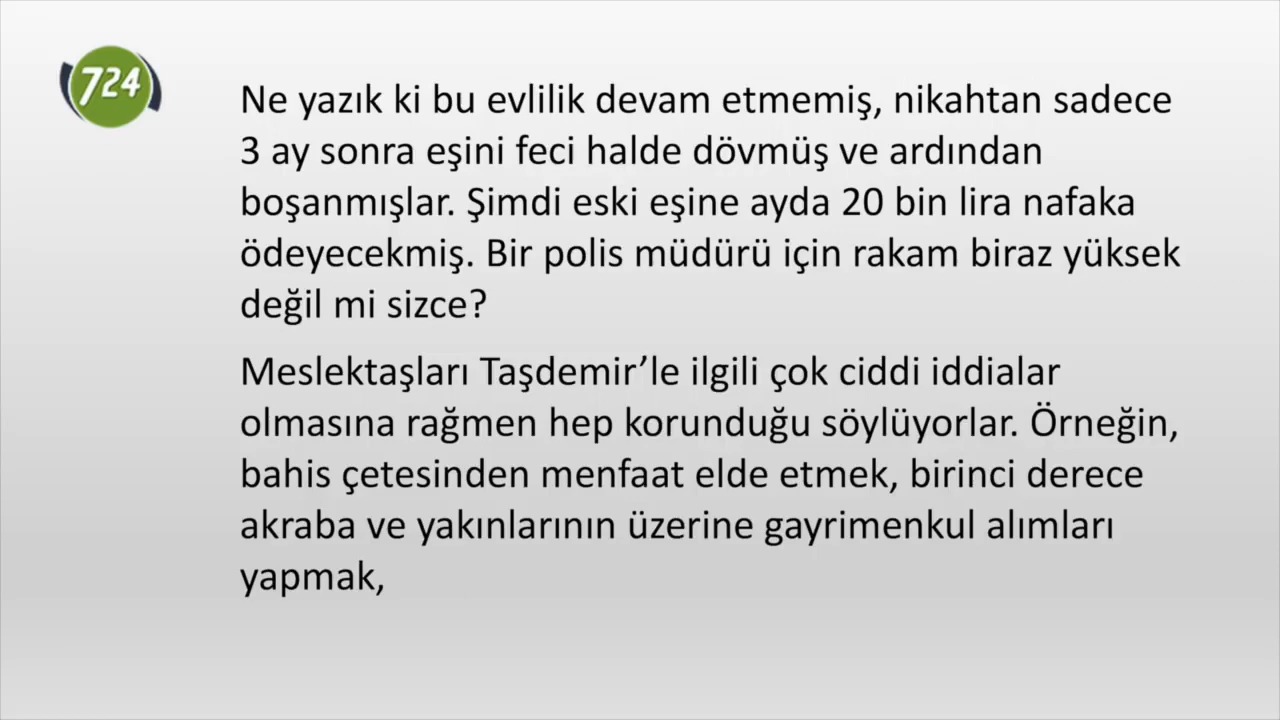 724
Ne yazık ki bu evlilik devam etmemiş, nikahtan sadece
3 ay sonra eşini feci halde dövmüş ve ardından
boşanmışlar. Şimdi eski eşine ayda 20 bin lira nafaka
ödeyecekmiş. Bir polis müdürü için rakam biraz yüksek
değil mi sizce?
Meslektaşları Taşdemir’le ilgili çok ciddi iddialar
olmasına rağmen hep korunduğu söylüyorlar. Örneğin,
bahis çetesinden menfaat elde etmek, birinci derece
akraba ve yakınlarının üzerine gayrimenkul alımları
yapmak,